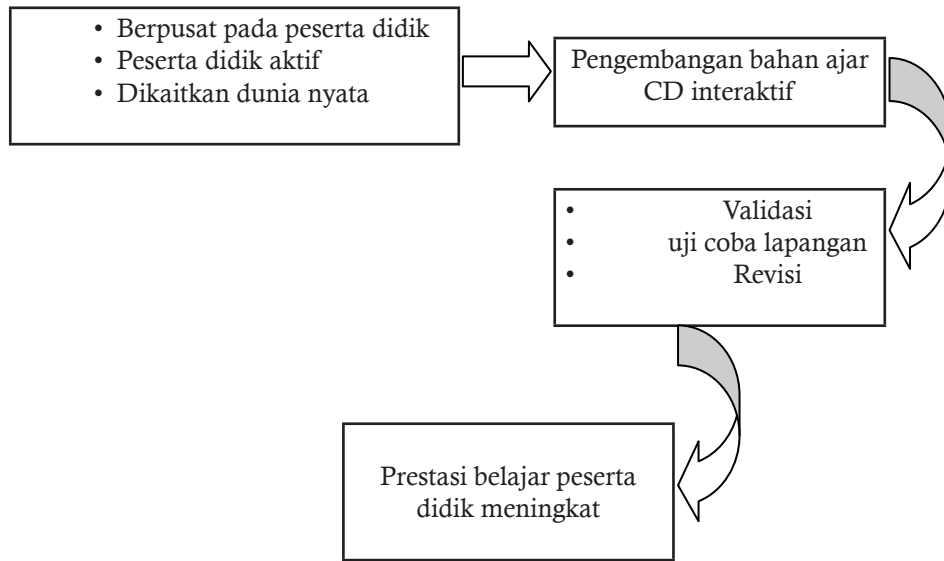 • Berpusat pada peserta didik
• Peserta didik aktif
• Dikaitkan dunia nyata
Pengembangan bahan ajar
CD interaktif
• Validasi
• uji coba lapangan
• Revisi
Prestasi belajar peserta
didik meningkat